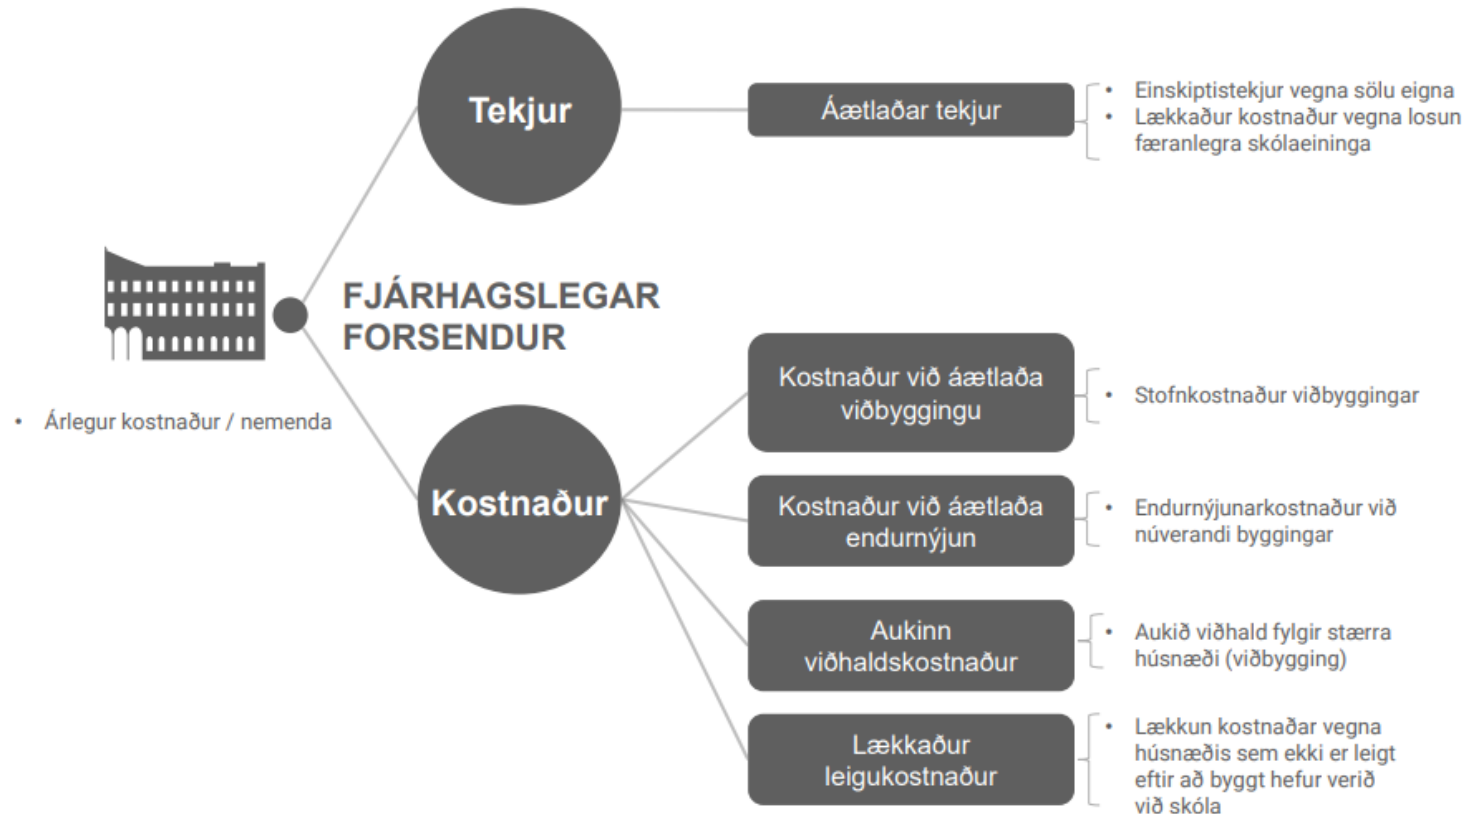 Tekjur
Áætlaðar tekjur
• Einskiptistekjur vegna sölu eigna
• Lækkaður kostnaður vegna losun
færanlegra skólaeininga
FJÁRHAGSLEGAR
FORSENDUR
• Árlegur kostnaður / nemenda
Kostnaður
Kostnaður við áætlaða
viðbyggingu
• Stofnkostnaður viðbyggingar
Kostnaður við áætlaða
endurnýjun
• Endurnýjunarkostnaður við
núverandi byggingar
Aukinn
viðhaldskostnaður
• Aukið viðhald fylgir stærra
húsnæði (viðbygging)
Lækkaður
leigukostnaður
• Lækkun kostnaðar vegna
húsnæðis sem ekki er leigt
eftir að byggt hefur verið
við skóla